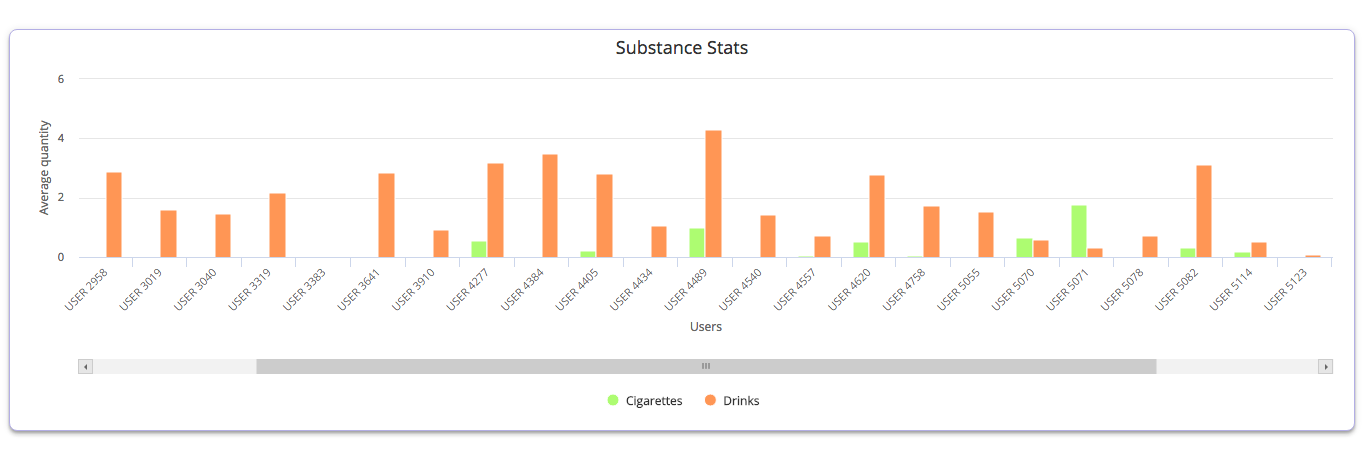 Substance Stats
6
4
2
0
Average quantity
USER 2958
USER 3019
USER 3040
USER 3319
USER 3383
USER 3641
USER 3910
USER 4277
USER 4384
USER 4405
USER 4434
USER 4489
USER 4540
USER 4557
USER 4620
USER 4758
USER 5055
USER 5070
USER 5071
USER 5078
USER 5082
USER 5114
USER 5123
Users
Cigarettes Drinks